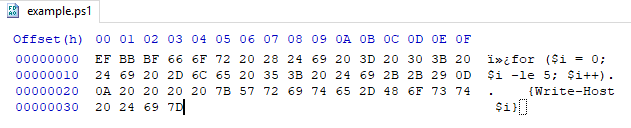 example.ps1
Offset(h) 00 01 02 03 04 05 06 07 08 09 0A 0B 0C 0D 0E 0F
00000000 EF BB BF 66 6F 72 20 28 24 69 20 3D 20 30 3B 20 ï»¿for ($i = 0;
00000010 24 69 20 2D 6C 65 20 35 3B 20 24 69 2B 2B 29 0D $i -le 5; $i++).
00000020 0A 20 20 20 20 7B 57 72 69 74 65 2D 48 6F 73 74 .    {Write-Host
00000030 20 24 69 7D $i}